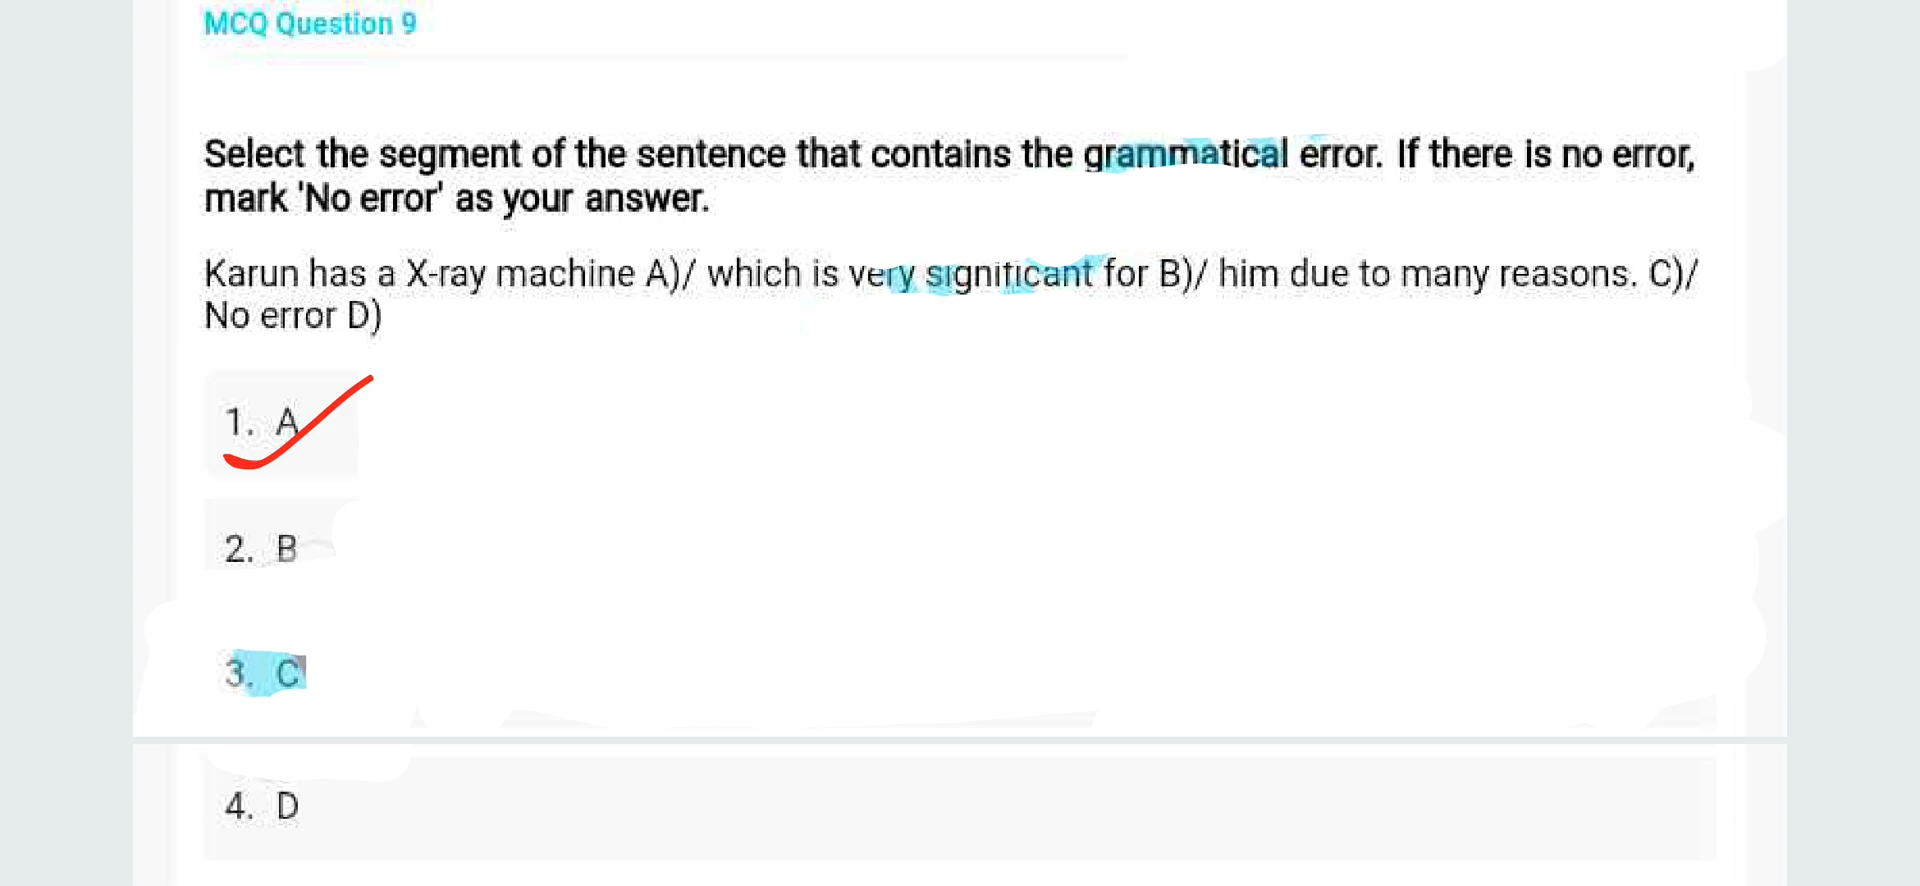 MCQ Question 9
Select the segment of the sentence that contains the grammatical error. If there is no error,
mark 'No error' as your answer.
Karun has a X-ray machine A)/ which is very significant for B)/ him due to many reasons. C)/
No error D)
1. A
2. B
3. C
4. D